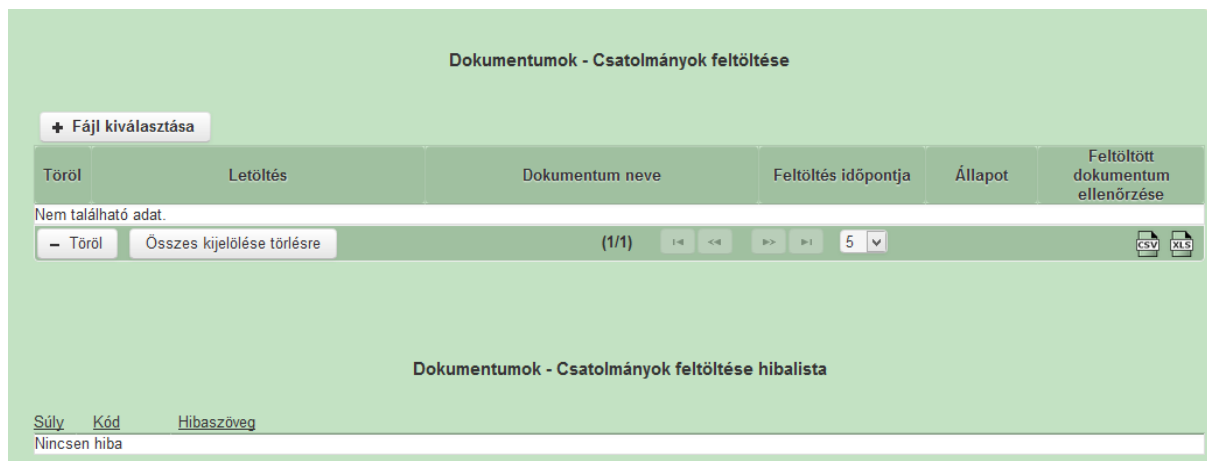 Dokumentumok - Csatolmányok feltöltése
+ Fájl kiválasztása
Töröl Letöltés Dokumentum neve Feltöltés időpontja Állapot Feltöltött dokumentum ellenőrzése
Nem található adat.
− Töröl Összes kijelölése törlésre (1/1) 5 CSV XLS
Dokumentumok - Csatolmányok feltöltése hibalista
Súly Kód Hibaszöveg
Nincsen hiba